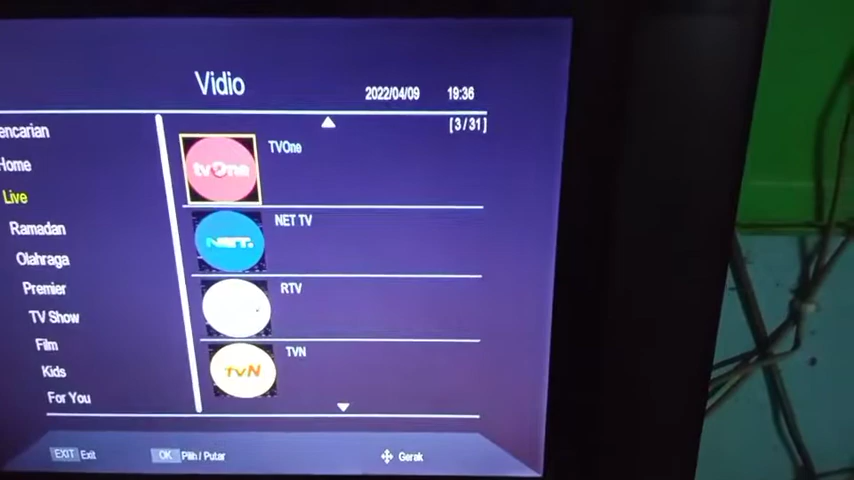 Vidio
2022/04/09 19:36
[3/31]
encarian
Home
Live
Ramadan
Olahraga
Premier
TV Show
Film
Kids
For You
tvOne
TVOne
NET.
NET TV
RTV
TVN
TVN
EXIT Exit
OK Pilih / Putar
Gerak